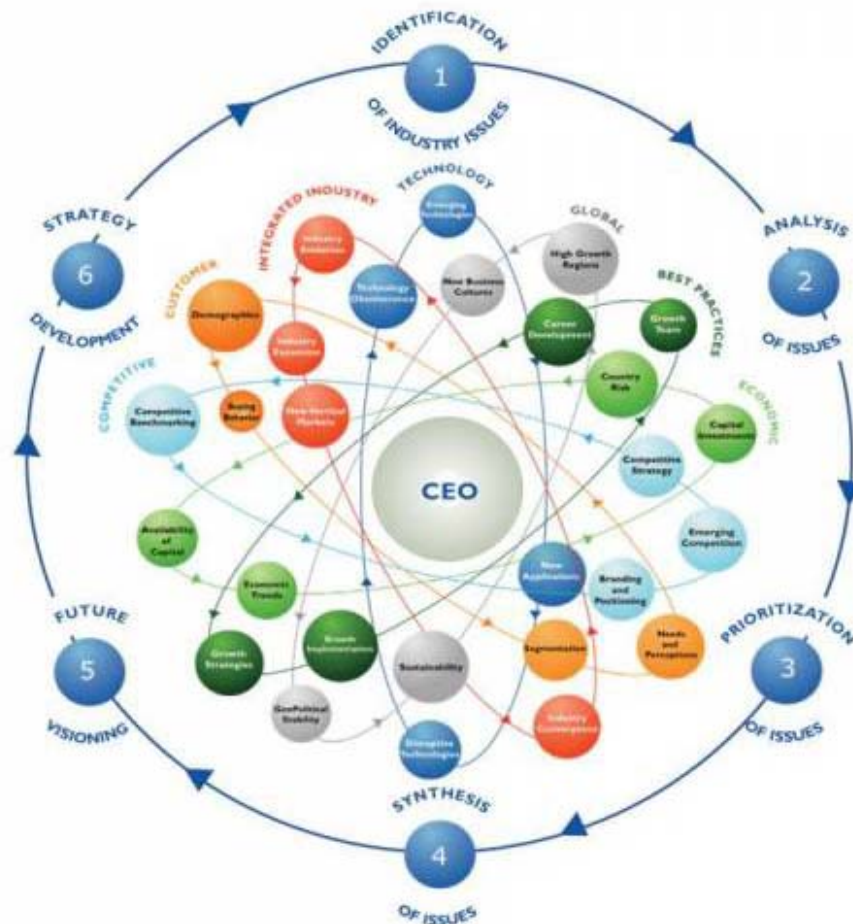 IDENTIFICATION
1
OF INDUSTRY ISSUES
ANALYSIS
2
OF ISSUES
PRIORITIZATION
3
OF ISSUES
SYNTHESIS
4
OF ISSUES
FUTURE
5
VISIONING
STRATEGY
6
DEVELOPMENT
TECHNOLOGY
Emerging
Technologies
Technology
Obsolescence
New
Applications
Disruptive
Technologies
INTEGRATED INDUSTRY
Industry
Evolution
Industry
Expansion
New Vertical
Markets
Industry
Convergence
GLOBAL
High Growth
Regions
New Business
Cultures
Sustainability
GeoPolitical
Stability
BEST PRACTICES
Career
Development
Growth
Team
Growth
Strategies
Growth
Implementation
CUSTOMER
Demographics
Buying
Behavior
Segmentation
Needs
and
Perceptions
COMPETITIVE
Competitive
Benchmarking
Competitive
Strategy
Emerging
Competition
Branding
and
Positioning
ECONOMIC
Country
Risk
Capital
Investments
Availability
of
Capital
Economic
Trends
CEO